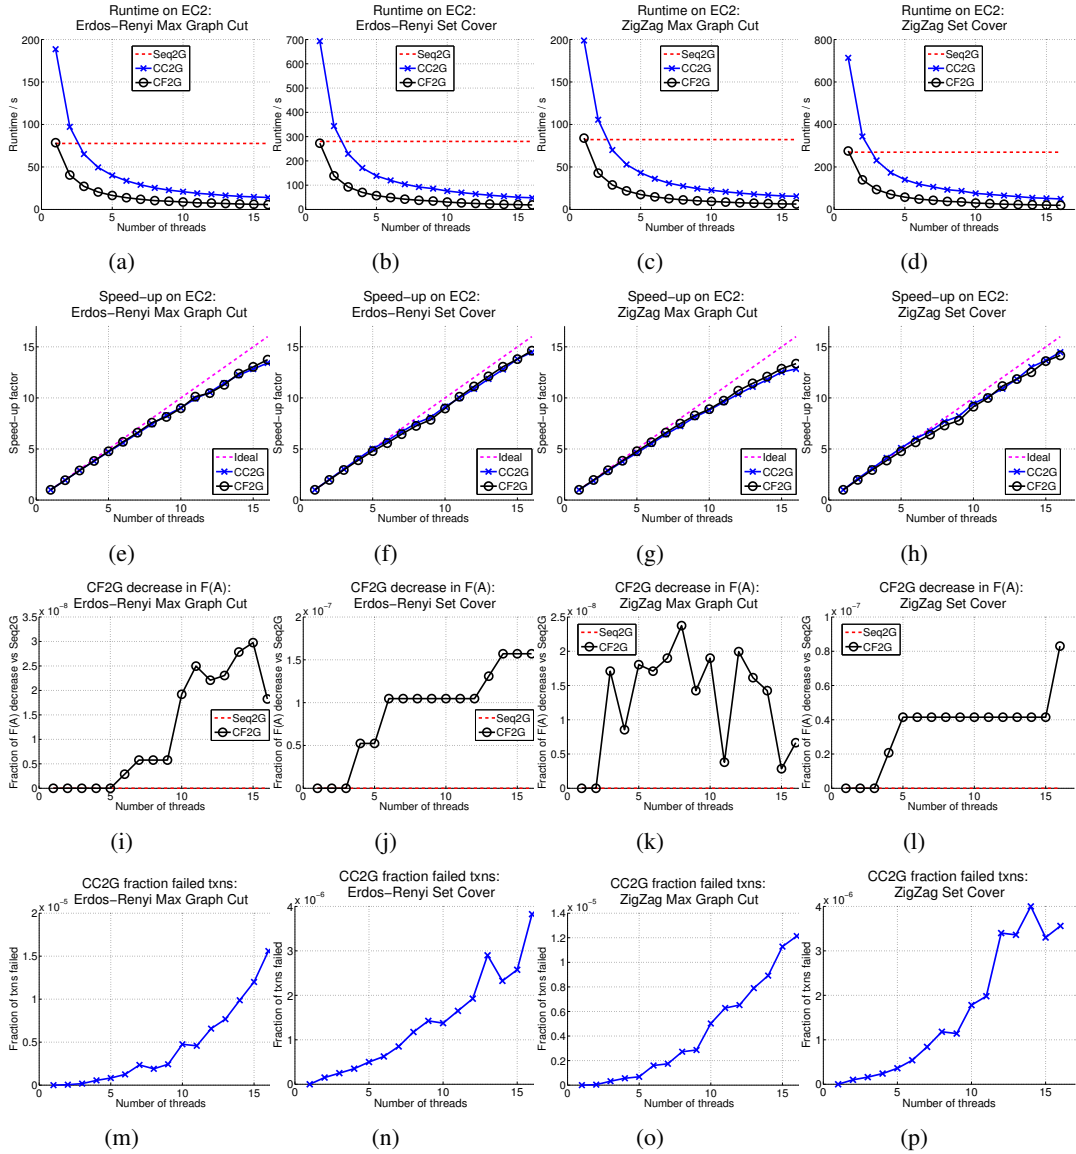 Runtime on EC2:
Erdos−Renyi Max Graph Cut
200
150
100
50
0
0
5
10
15
Runtime / s
Number of threads
Seq2G
CC2G
CF2G
(a)
Runtime on EC2:
Erdos−Renyi Set Cover
700
600
500
400
300
200
100
0
0
5
10
15
Runtime / s
Number of threads
Seq2G
CC2G
CF2G
(b)
Runtime on EC2:
ZigZag Max Graph Cut
200
150
100
50
0
0
5
10
15
Runtime / s
Number of threads
Seq2G
CC2G
CF2G
(c)
Runtime on EC2:
ZigZag Set Cover
800
600
400
200
0
0
5
10
15
Runtime / s
Number of threads
Seq2G
CC2G
CF2G
(d)
Speed−up on EC2:
Erdos−Renyi Max Graph Cut
15
10
5
0
0
5
10
15
Speed−up factor
Number of threads
Ideal
CC2G
CF2G
(e)
Speed−up on EC2:
Erdos−Renyi Set Cover
15
10
5
0
0
5
10
15
Speed−up factor
Number of threads
Ideal
CC2G
CF2G
(f)
Speed−up on EC2:
ZigZag Max Graph Cut
15
10
5
0
0
5
10
15
Speed−up factor
Number of threads
Ideal
CC2G
CF2G
(g)
Speed−up on EC2:
ZigZag Set Cover
15
10
5
0
0
5
10
15
Speed−up factor
Number of threads
Ideal
CC2G
CF2G
(h)
CF2G decrease in F(A):
Erdos−Renyi Max Graph Cut
x 10−8
3.5
3
2.5
2
1.5
1
0.5
0
0
5
10
15
Fraction of F(A) decrease vs Seq2G
Number of threads
Seq2G
CF2G
(i)
CF2G decrease in F(A):
Erdos−Renyi Set Cover
x 10−7
2
1.5
1
0.5
0
0
5
10
15
Fraction of F(A) decrease vs Seq2G
Number of threads
Seq2G
CF2G
(j)
CF2G decrease in F(A):
ZigZag Max Graph Cut
x 10−8
2.5
2
1.5
1
0.5
0
0
5
10
15
Fraction of F(A) decrease vs Seq2G
Number of threads
Seq2G
CF2G
(k)
CF2G decrease in F(A):
ZigZag Set Cover
x 10−7
1
0.8
0.6
0.4
0.2
0
0
5
10
15
Fraction of F(A) decrease vs Seq2G
Number of threads
Seq2G
CF2G
(l)
CC2G fraction failed txns:
Erdos−Renyi Max Graph Cut
x 10−5
2
1.5
1
0.5
0
0
5
10
15
Fraction of txns failed
Number of threads
(m)
CC2G fraction failed txns:
Erdos−Renyi Set Cover
x 10−6
4
3
2
1
0
0
5
10
15
Fraction of txns failed
Number of threads
(n)
CC2G fraction failed txns:
ZigZag Max Graph Cut
x 10−5
1.4
1.2
1
0.8
0.6
0.4
0.2
0
0
5
10
15
Fraction of txns failed
Number of threads
(o)
CC2G fraction failed txns:
ZigZag Set Cover
x 10−6
4
3
2
1
0
0
5
10
15
Fraction of txns failed
Number of threads
(p)